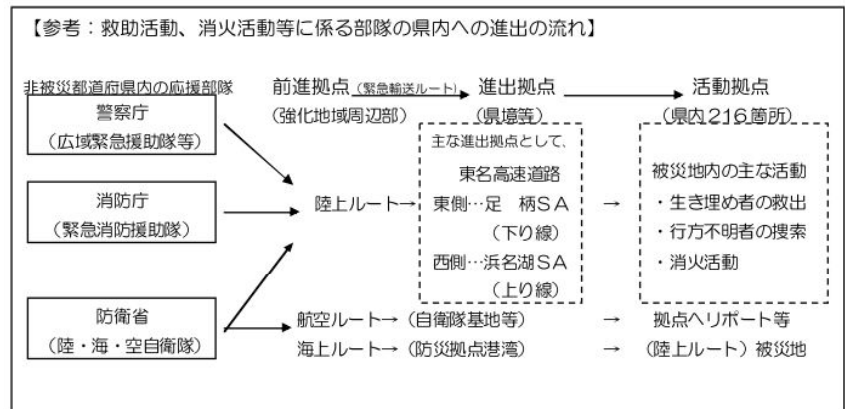 【参考：救助活動、消火活動等に係る部隊の県内への進出の流れ】
非被災都道府県内の応援部隊
前進拠点（緊急輸送ルート） 進出拠点 活動拠点
（強化地域周辺部） （県境等） （県内216箇所）
警察庁
（広域緊急援助隊等）
消防庁
（緊急消防援助隊）
防衛省
（陸・海・空自衛隊）
陸上ルート→
主な進出拠点として、
東名高速道路
東側…足 柄SA
（下り線）
西側…浜名湖SA
（上り線）
→
被災地内の主な活動
・生き埋め者の救出
・行方不明者の捜索
・消火活動
航空ルート→（自衛隊基地等） → 拠点ヘリポート等
海上ルート→（防災拠点港湾） → （陸上ルート）被災地